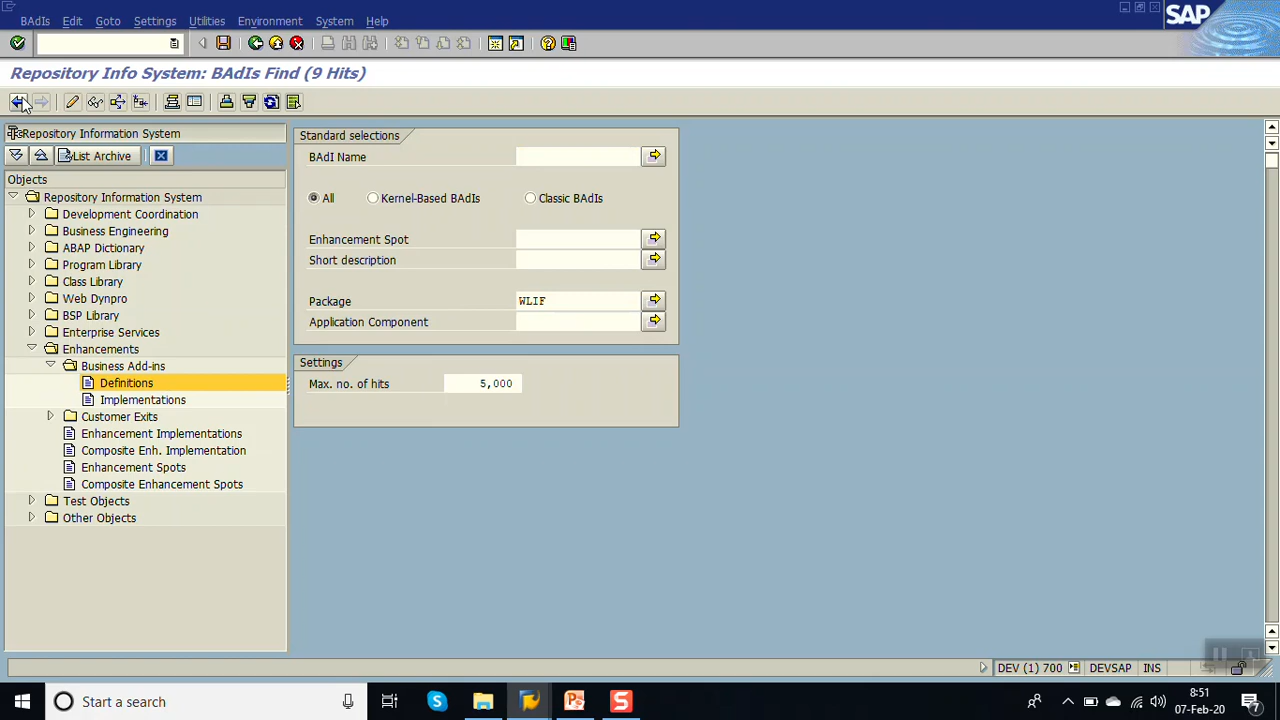 BAdIs Edit Goto Settings Utilities Environment System Help
SAP
Repository Info System: BAdIs Find (9 Hits)
Repository Information System
List Archive
Objects
Repository Information System
Development Coordination
Business Engineering
ABAP Dictionary
Program Library
Class Library
Web Dynpro
BSP Library
Enterprise Services
Enhancements
Business Add-ins
Definitions
Implementations
Customer Exits
Enhancement Implementations
Composite Enh. Implementation
Enhancement Spots
Composite Enhancement Spots
Test Objects
Other Objects
Standard selections
BAdI Name
All Kernel-Based BAdIs Classic BAdIs
Enhancement Spot
Short description
Package WLIF
Application Component
Settings
Max. no. of hits 5,000
DEV (1) 700 DEVSAP INS
Start a search
8:51
07-Feb-20
7